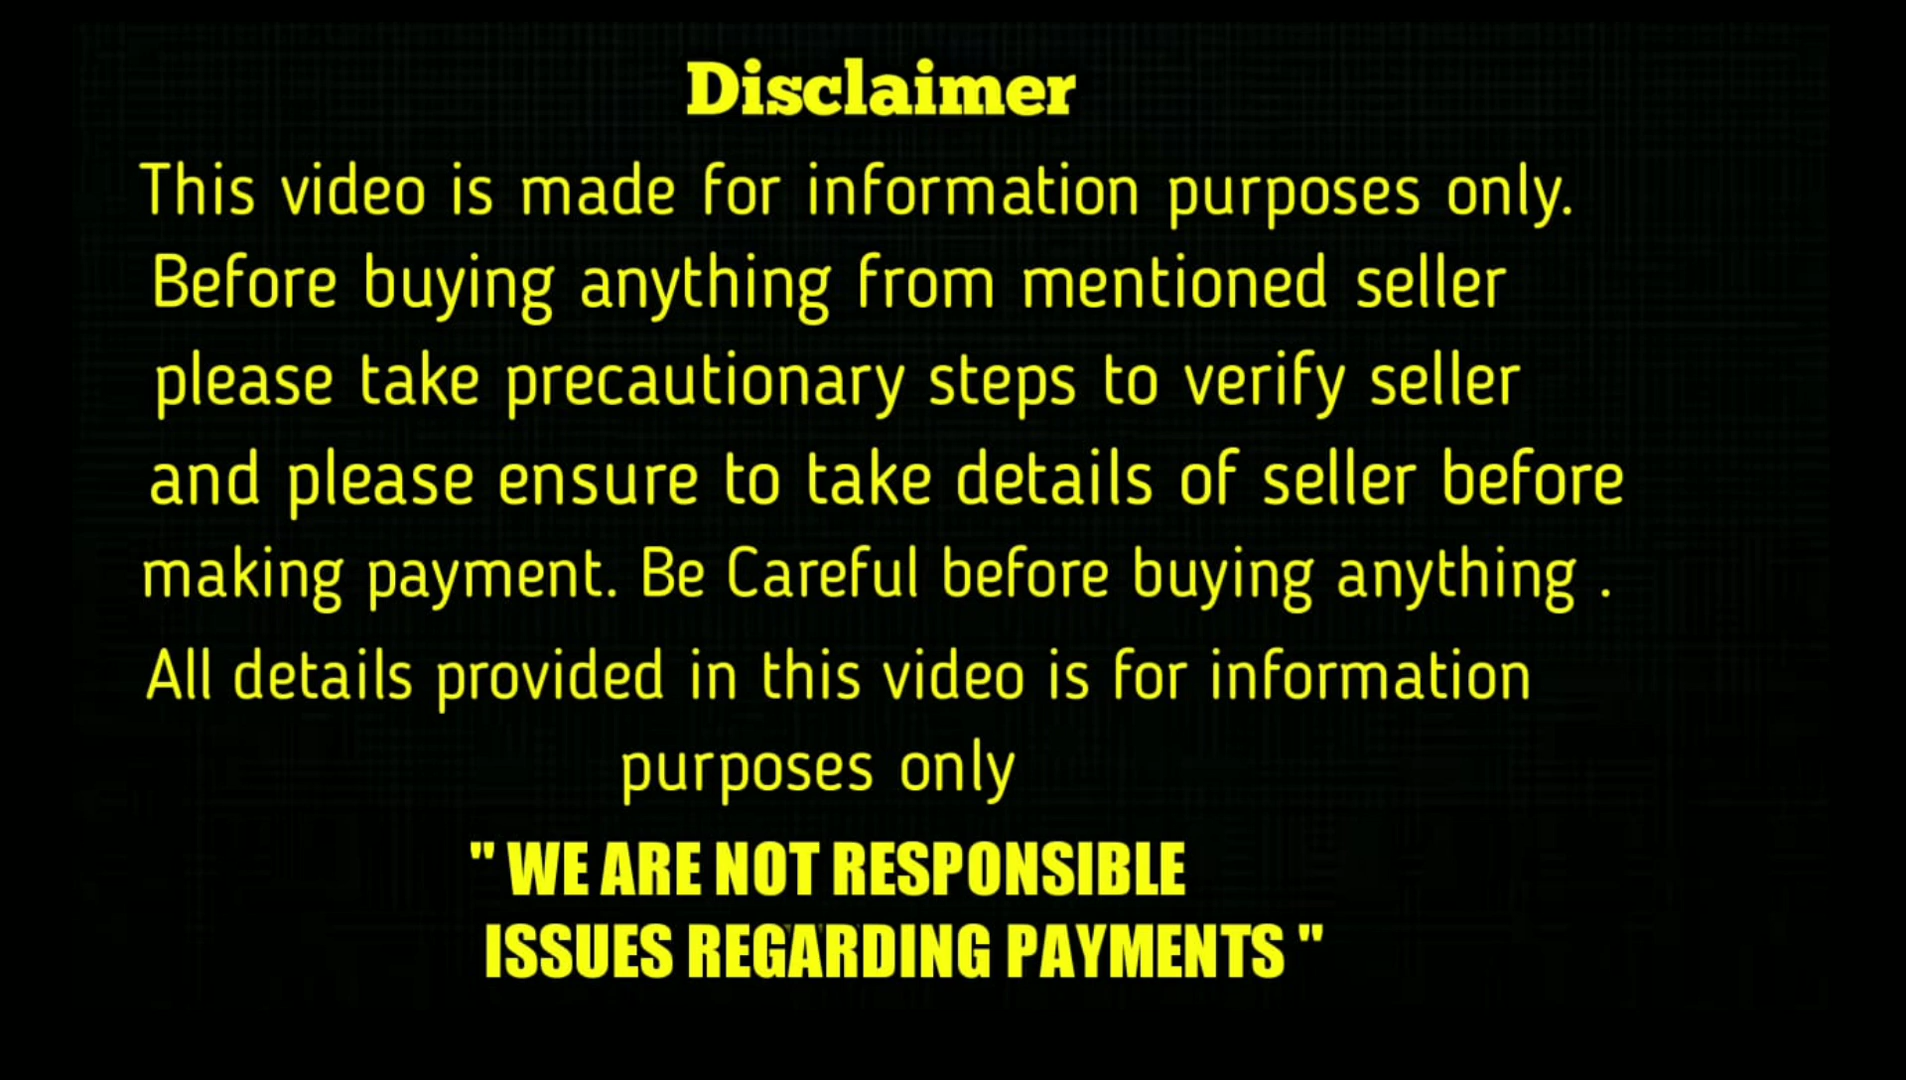 Disclaimer
This video is made for information purposes only.
Before buying anything from mentioned seller
please take precautionary steps to verify seller
and please ensure to take details of seller before
making payment. Be Careful before buying anything .
All details provided in this video is for information
purposes only
" WE ARE NOT RESPONSIBLE
ISSUES REGARDING PAYMENTS "